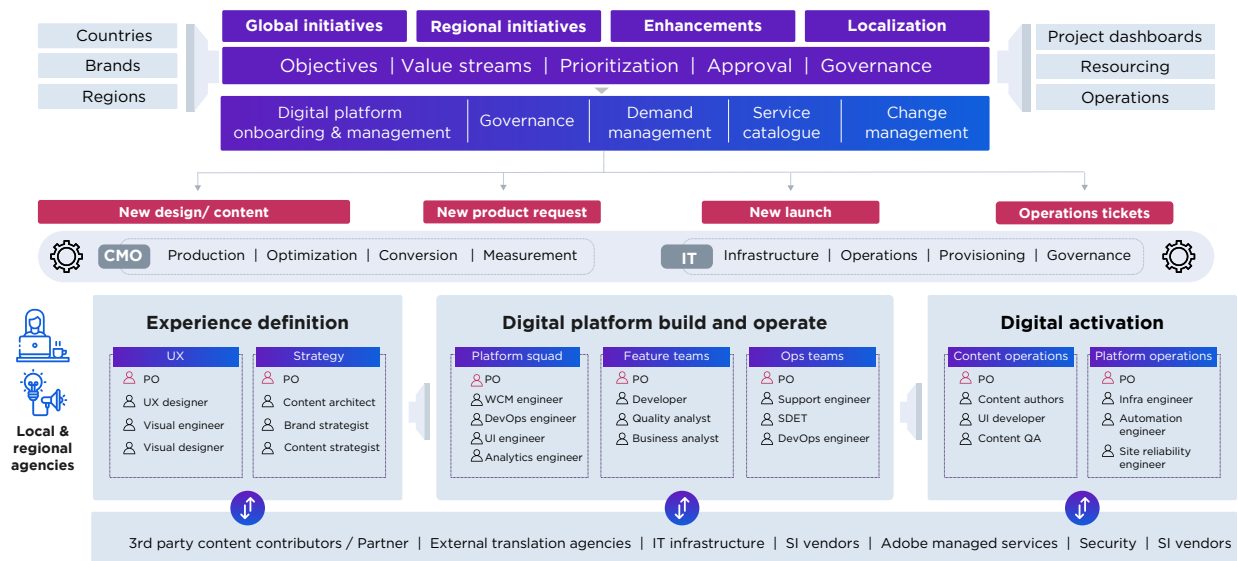 Global initiatives
Regional initiatives
Enhancements
Localization
Countries
Brands
Regions
Objectives | Value streams | Prioritization | Approval | Governance
Project dashboards
Resourcing
Operations
Digital platform
onboarding & management
Governance
Demand
management
Service
catalogue
Change
management
New design/ content
New product request
New launch
Operations tickets
CMO
Production | Optimization | Conversion | Measurement
IT
Infrastructure | Operations | Provisioning | Governance
Local &
regional
agencies
Experience definition
UX
PO
UX designer
Visual engineer
Visual designer
Strategy
PO
Content architect
Brand strategist
Content strategist
Digital platform build and operate
Platform squad
PO
WCM engineer
DevOps engineer
UI engineer
Analytics engineer
Feature teams
PO
Developer
Quality analyst
Business analyst
Ops teams
PO
Support engineer
SDET
DevOps engineer
Digital activation
Content operations
PO
Content authors
UI developer
Content QA
Platform operations
PO
Infra engineer
Automation
engineer
Site reliability
engineer
3rd party content contributors / Partner | External translation agencies | IT infrastructure | SI vendors | Adobe managed services | Security | SI vendors